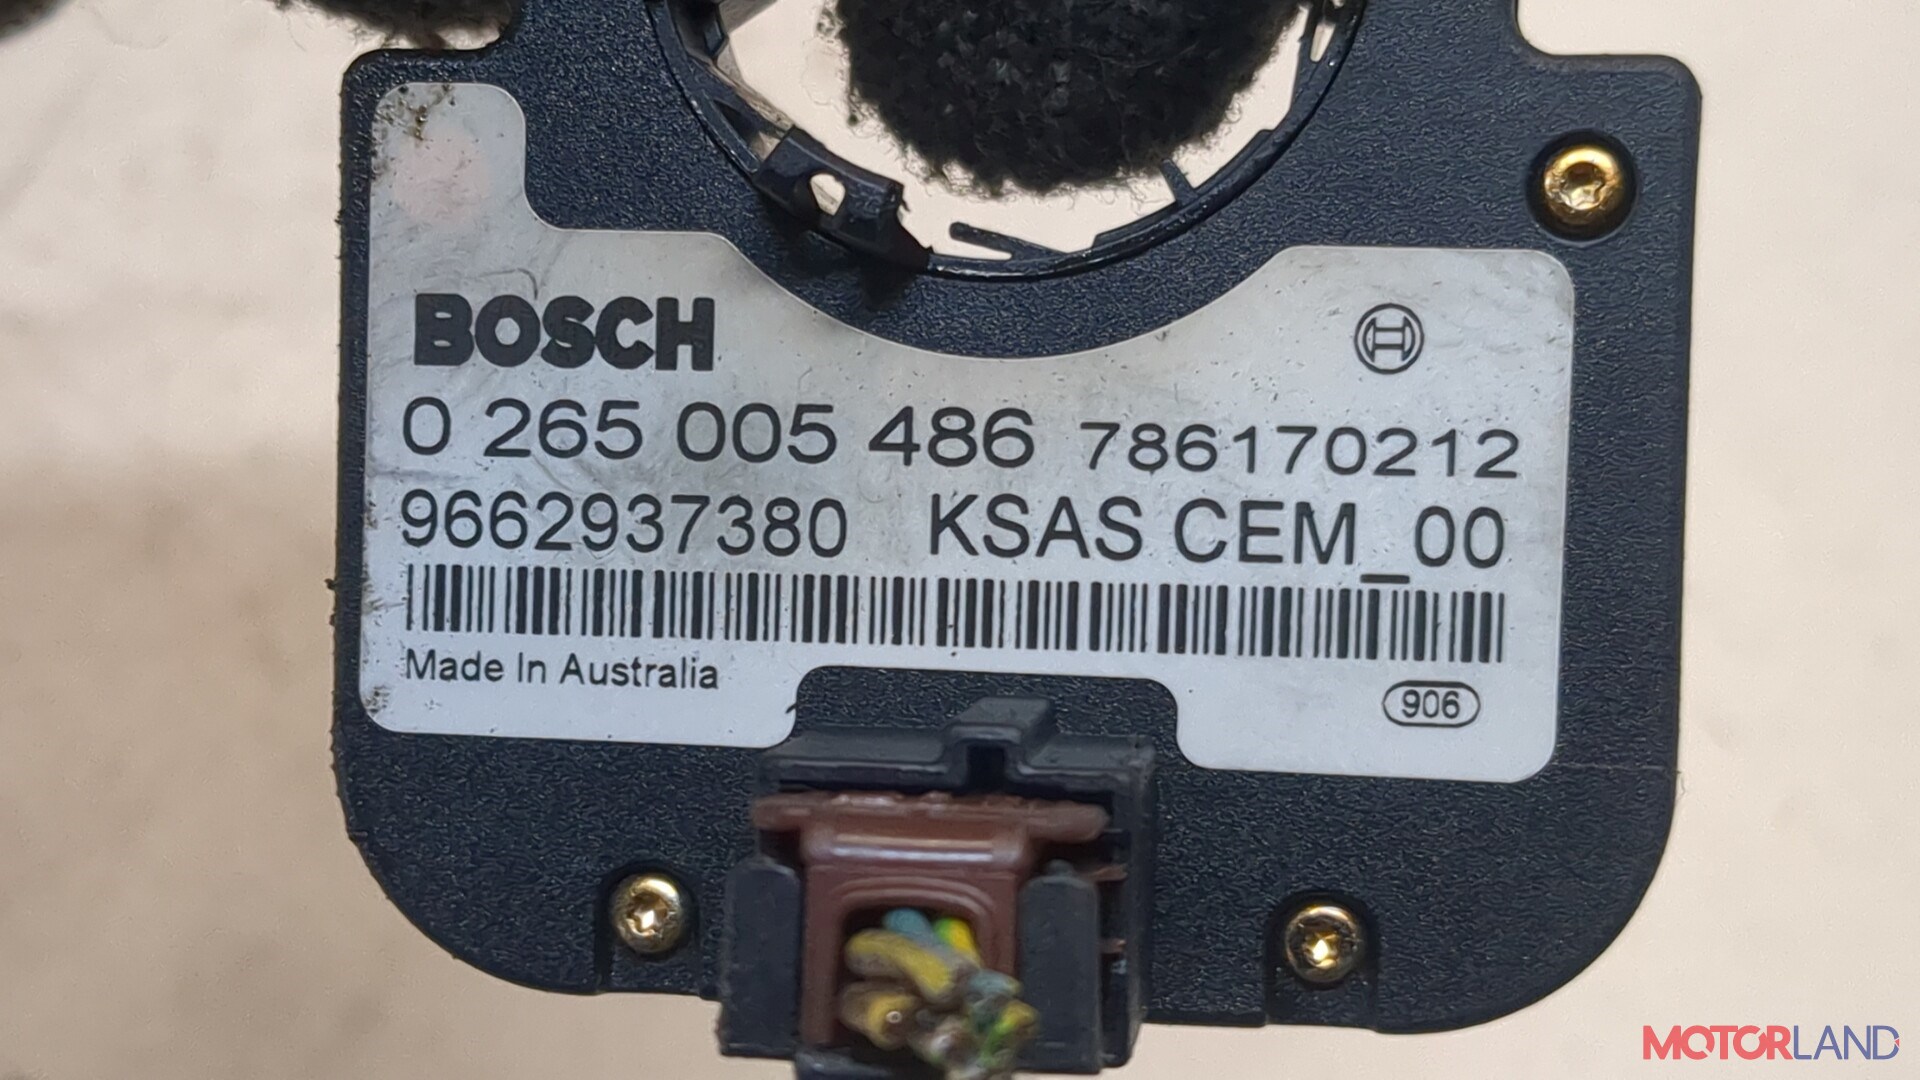 BOSCH
0 265 005 486 786170212
9662937380 KSAS CEM_00
Made In Australia
906
MOTORLAND